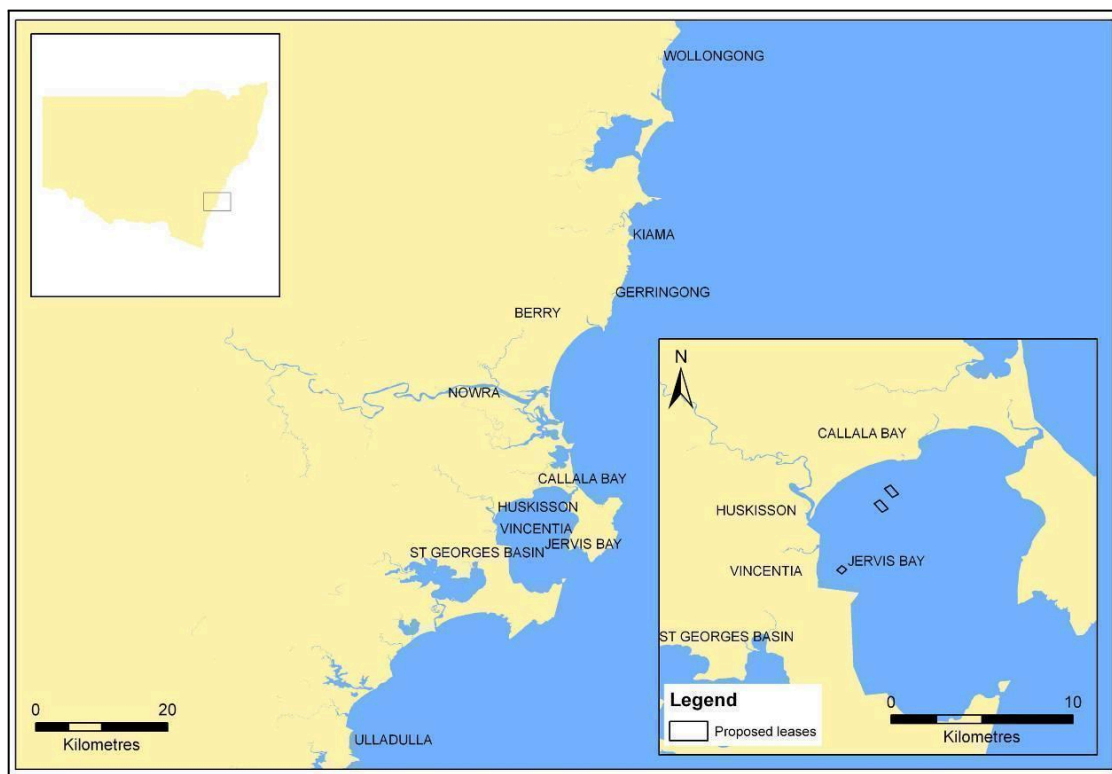 WOLLONGONG
KIAMA
GERRINGONG
BERRY
NOWRA
CALLALA BAY
HUSKISSON
VINCENTIA
JERVIS BAY
ST GEORGES BASIN
ULLADULLA
0 20
Kilometres
N
CALLALA BAY
HUSKISSON
JERVIS BAY
VINCENTIA
ST GEORGES BASIN
Legend
Proposed leases
0 10
Kilometres